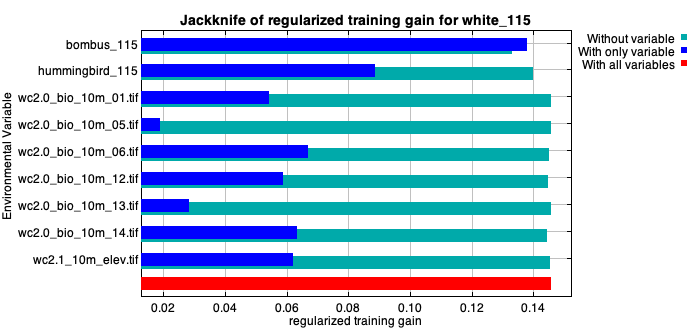 Jackknife of regularized training gain for white_115
Without variable
With only variable
With all variables
Environmental Variable
bombus_115
hummingbird_115
wc2.0_bio_10m_01.tif
wc2.0_bio_10m_05.tif
wc2.0_bio_10m_06.tif
wc2.0_bio_10m_12.tif
wc2.0_bio_10m_13.tif
wc2.0_bio_10m_14.tif
wc2.1_10m_elev.tif
0.02 0.04 0.06 0.08 0.10 0.12 0.14
regularized training gain